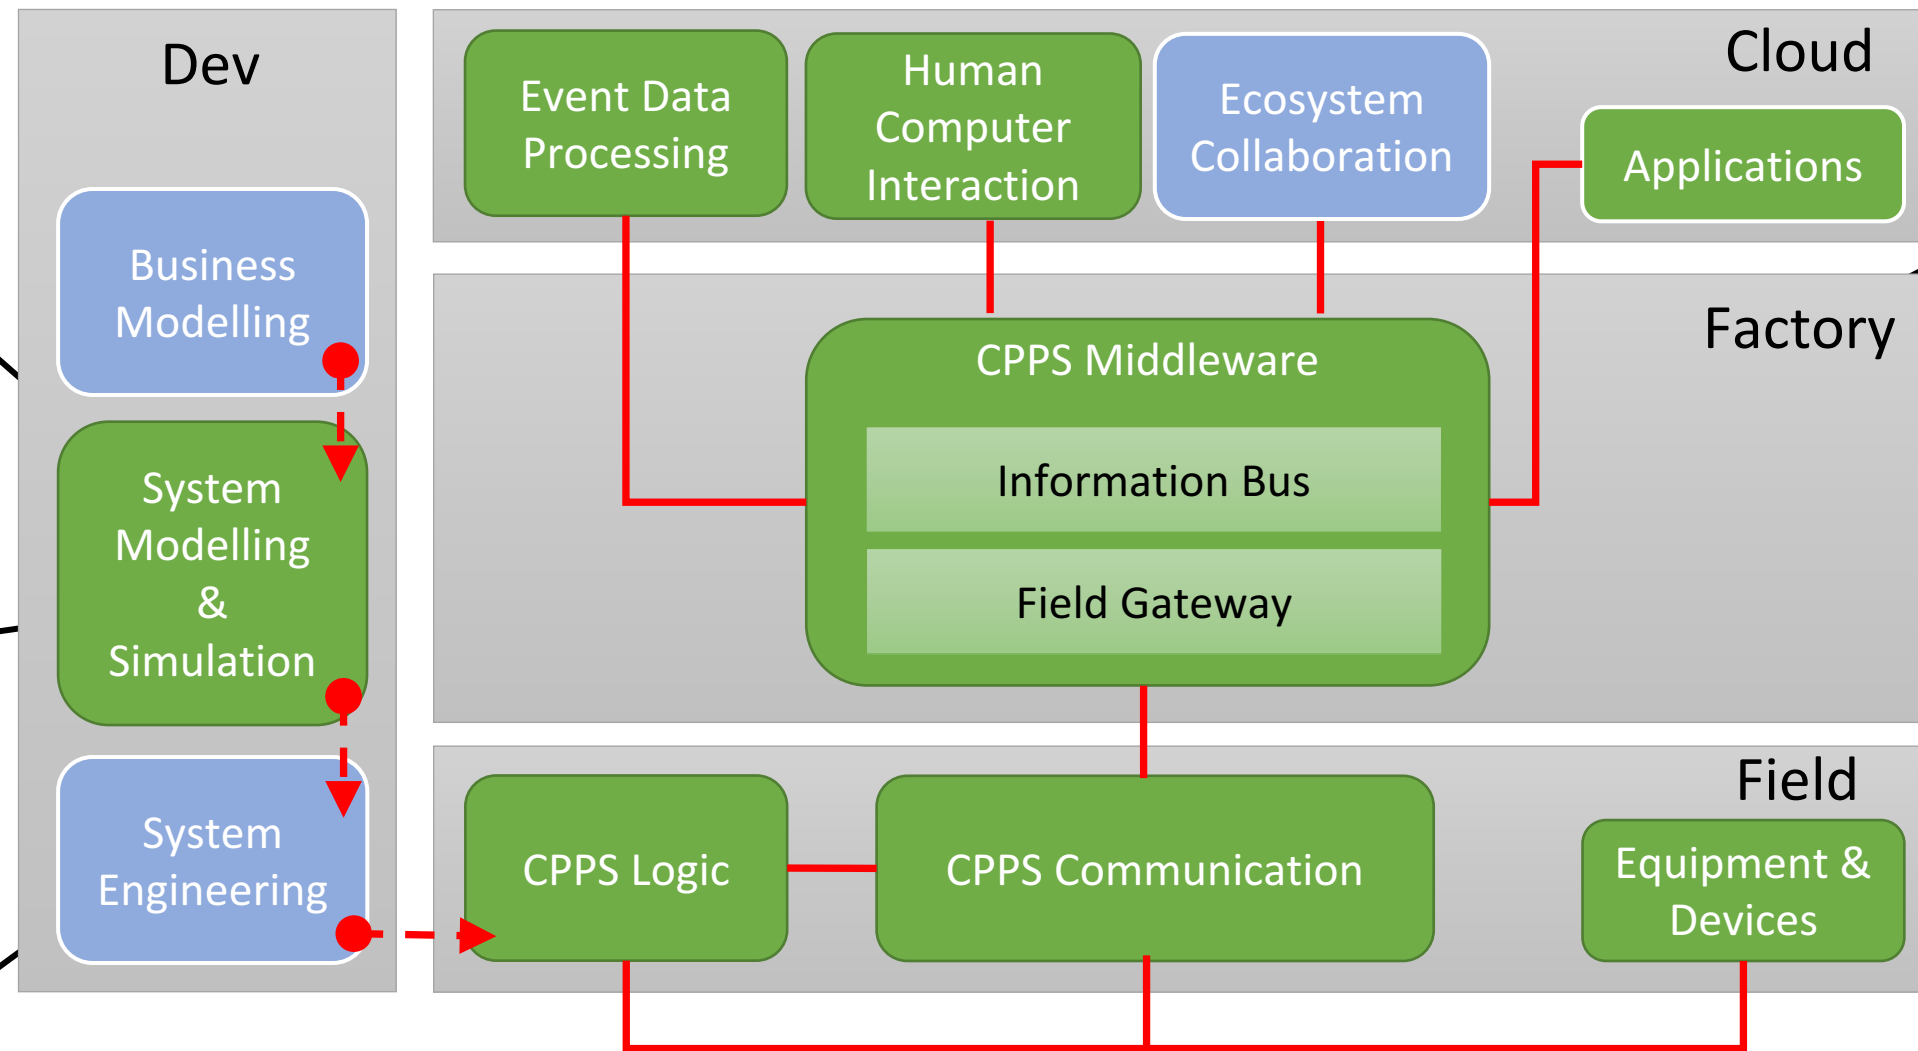 Dev
Business
Modelling
System
Modelling
&
Simulation
System
Engineering
Cloud
Event Data
Processing
Human
Computer
Interaction
Ecosystem
Collaboration
Applications
Factory
CPPS Middleware
Information Bus
Field Gateway
Field
CPPS Logic
CPPS Communication
Equipment &
Devices